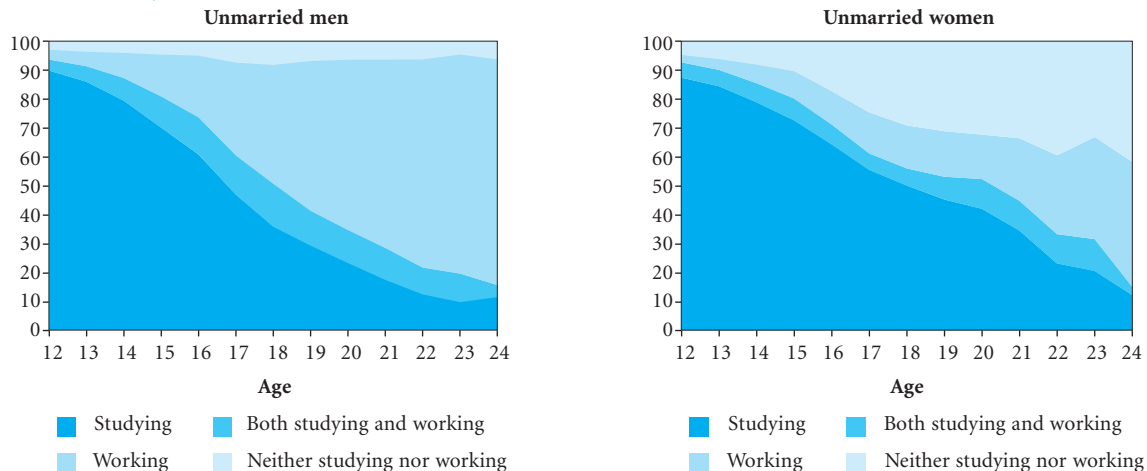 Unmarried men
100
90
80
70
60
50
40
30
20
10
0
12 13 14 15 16 17 18 19 20 21 22 23 24
Age
Studying Both studying and working
Working Neither studying nor working
Unmarried women
100
90
80
70
60
50
40
30
20
10
0
12 13 14 15 16 17 18 19 20 21 22 23 24
Age
Studying Both studying and working
Working Neither studying nor working